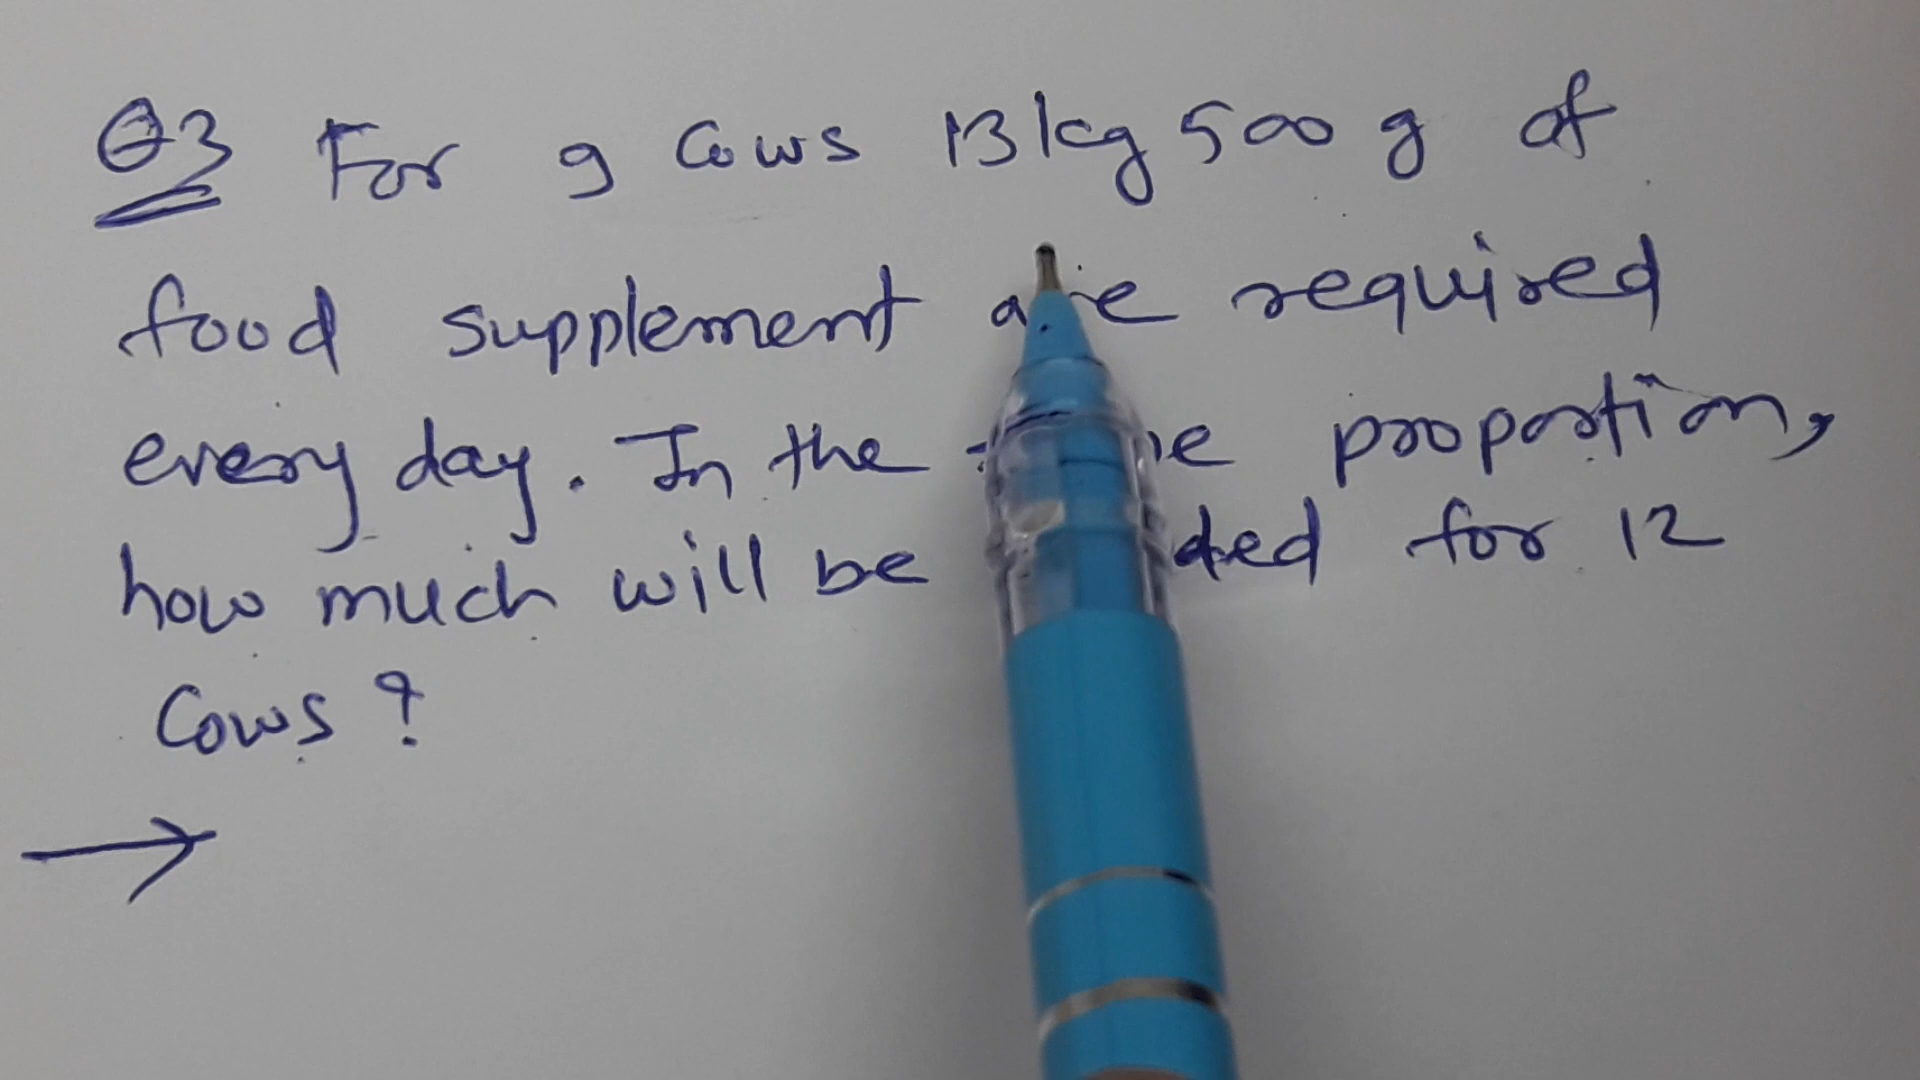 Q3 For 9 Cows 13kg 500 g of
food supplement are required
every day. In the proportion,
how much will be for 12
Cows?